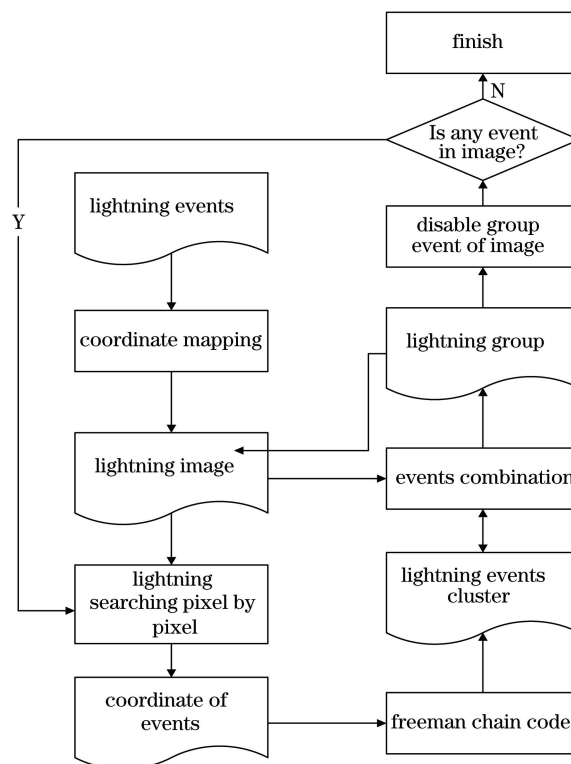 finish
N
Is any event
in image?
Y
lightning events
disable group
event of image
coordinate mapping
lightning group
lightning image
events combination
lightning
searching pixel by
pixel
lightning events
cluster
coordinate of
events
freeman chain code